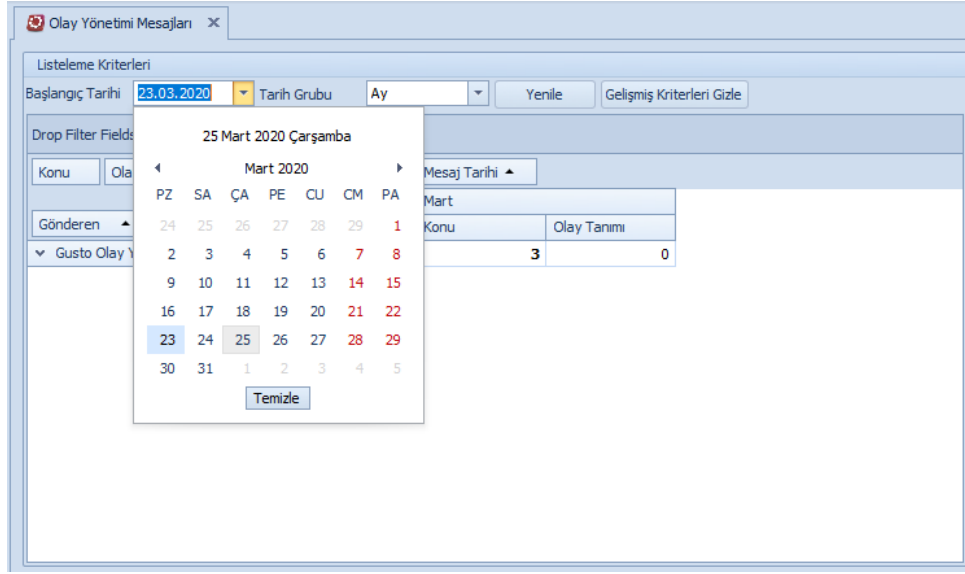 Olay Yönetimi Mesajları
Listeleme Kriterleri
Başlangıç Tarihi 23.03.2020 Tarih Grubu Ay Yenile Gelişmiş Kriterleri Gizle
Drop Filter Fields
25 Mart 2020 Çarşamba
Konu Mesaj Tarihi
Mart 2020
PZ SA ÇA PE CU CM PA
Mart
24 25 26 27 28 29 1
Gönderen Konu Olay Tanımı
2 3 4 5 6 7 8
Gusto Olay 3 0
9 10 11 12 13 14 15
16 17 18 19 20 21 22
23 24 25 26 27 28 29
30 31 1 2 3 4 5
Temizle